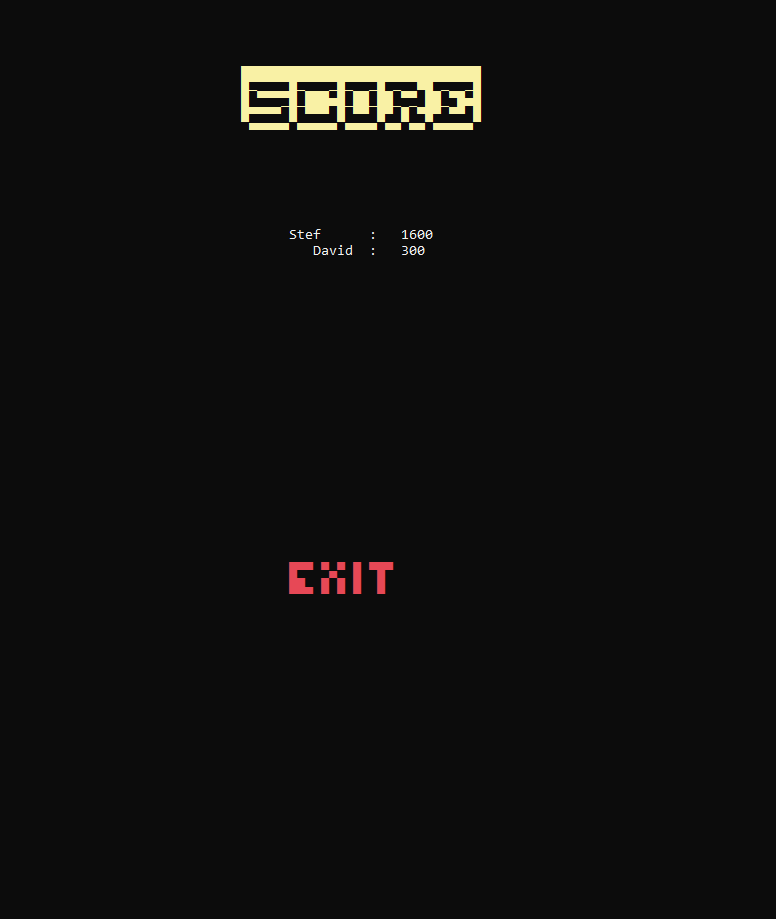 SCORE
Stef : 1600
David : 300
EXIT